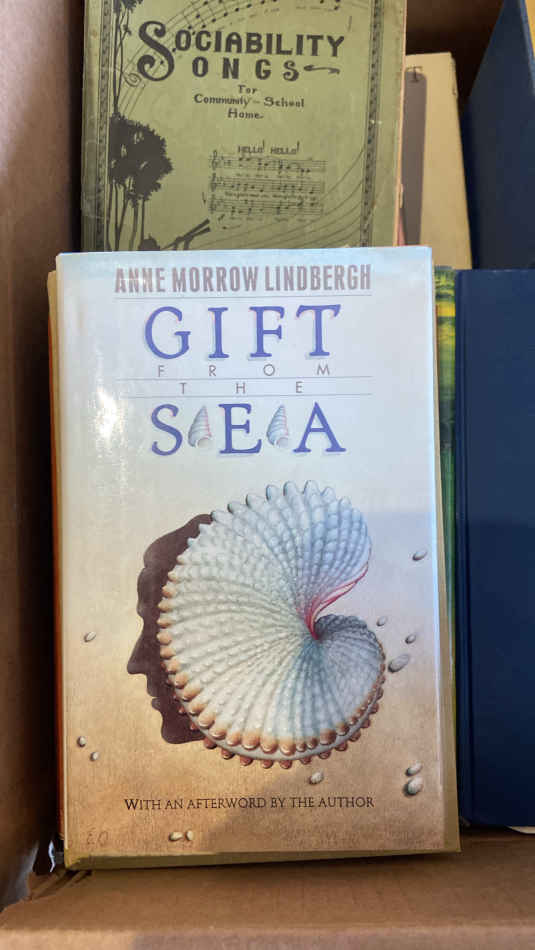 SOCIABILITY
SONGS
For
Community - School
Home.
HELLO! HELLO!
T
ANNE MORROW LINDBERGH
GIFT
FROM
THE
SEA
WITH AN AFTERWORD BY THE AUTHOR